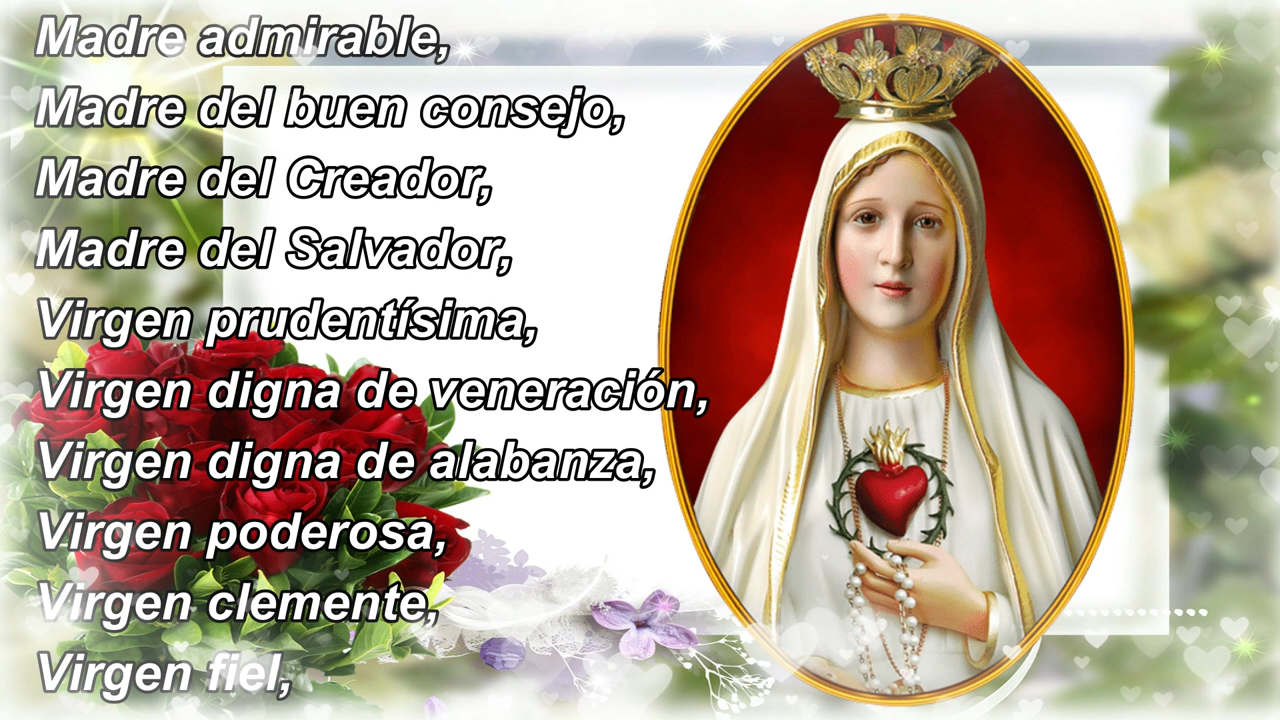 Madre admirable,
Madre del buen consejo,
Madre del Creador,
Madre del Salvador,
Virgen prudentísima,
Virgen digna de veneración,
Virgen digna de alabanza,
Virgen poderosa,
Virgen clemente,
Virgen fiel,